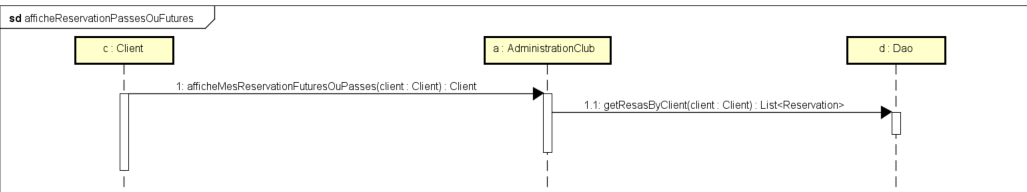 sd afficheReservationPassesOuFutures
c : Client
a : AdministrationClub
d : Dao
1: afficheMesReservationFuturesOuPasses(client : Client) : Client
1.1: getResasByClient(client : Client) : List<Reservation>